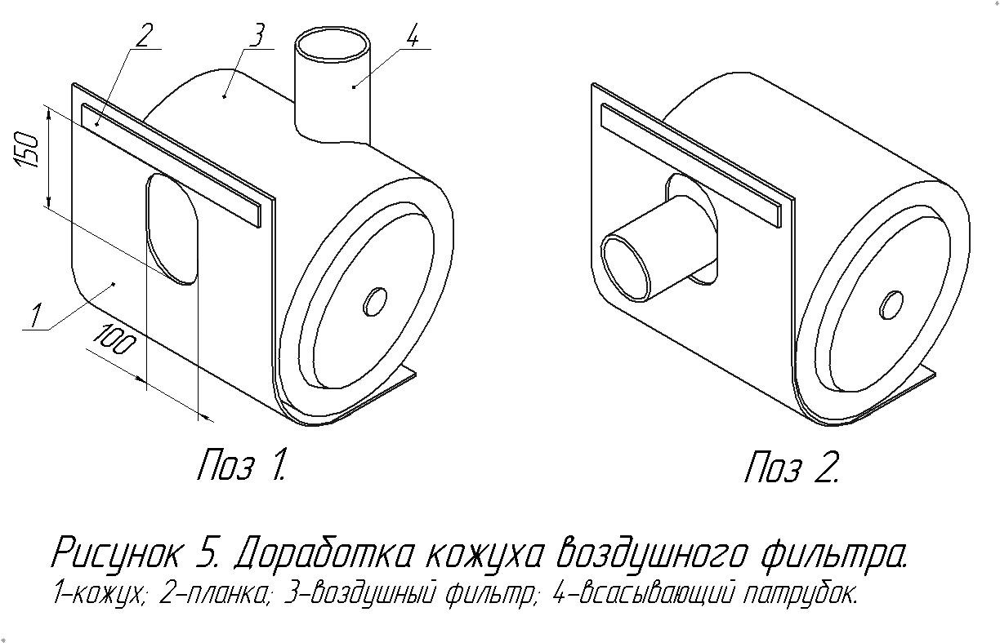 2
3
4
150
1
100
Поз 1.
Поз 2.
Рисунок 5. Доработка кожуха воздушного фильтра.
1-кожух; 2-планка; 3-воздушный фильтр; 4-всасывающий патрубок.